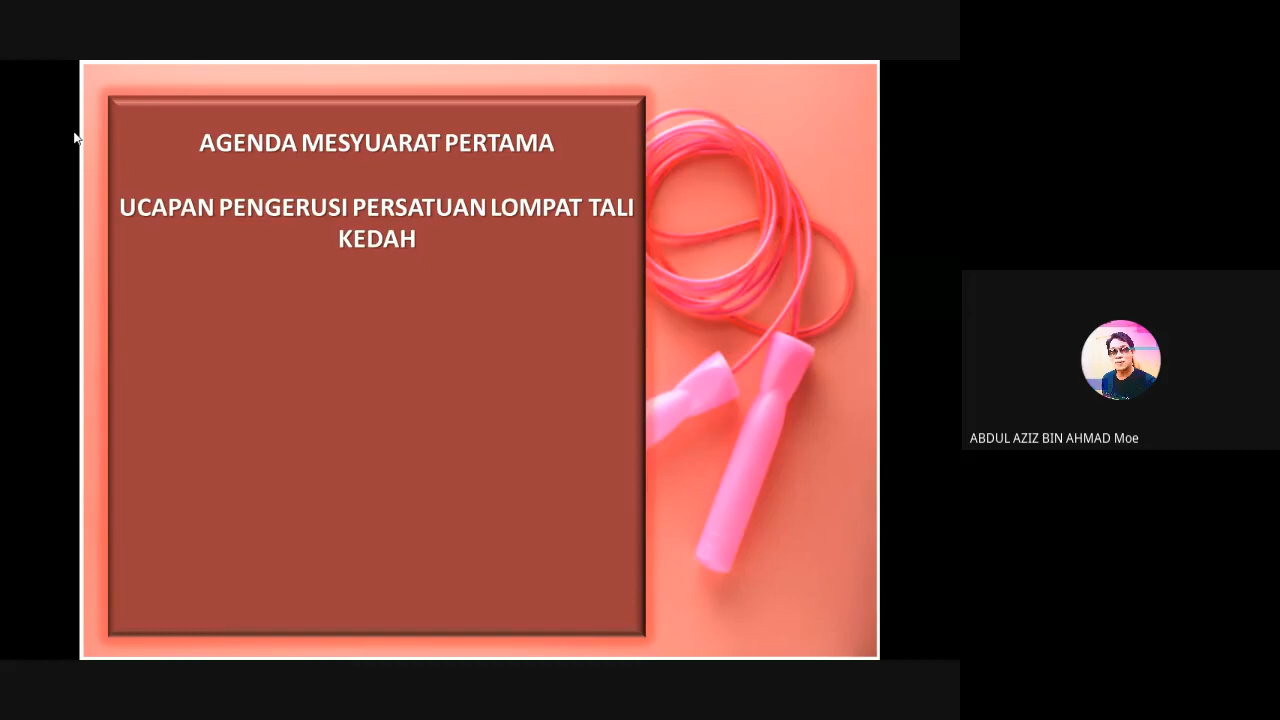 AGENDA MESYUARAT PERTAMA
UCAPAN PENGERUSI PERSATUAN LOMPAT TALI
KEDAH
ABDUL AZIZ BIN AHMAD Moe